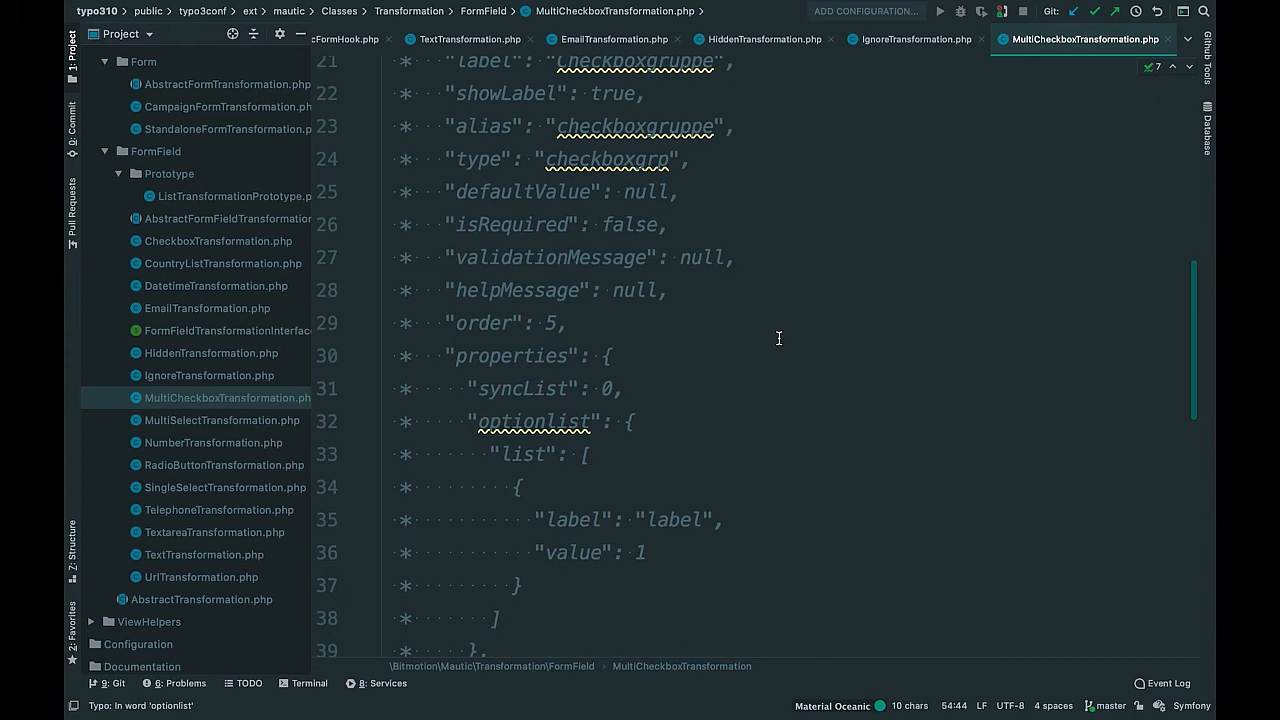 typo310 > public > typo3conf > ext > mautic > Classes > Transformation > FormField > MultiCheckboxTransformation.php >
ADD CONFIGURATION...
Git:
Project
cFormHook.php
TextTransformation.php
EmailTransformation.php
HiddenTransformation.php
IgnoreTransformation.php
MultiCheckboxTransformation.php
1: Project
0: Commit
Pull Requests
Z: Structure
2: Favorites
Form
AbstractFormTransformation.php
CampaignFormTransformation.ph
StandaloneFormTransformation.ph
FormField
Prototype
ListTransformationPrototype.p
AbstractFormFieldTransformation
CheckboxTransformation.php
CountryListTransformation.php
DatetimeTransformation.php
EmailTransformation.php
FormFieldTransformationInterfac
HiddenTransformation.php
IgnoreTransformation.php
MultiCheckboxTransformation.ph
MultiSelectTransformation.php
NumberTransformation.php
RadioButtonTransformation.php
SingleSelectTransformation.php
TelephoneTransformation.php
TextareaTransformation.php
TextTransformation.php
UrlTransformation.php
AbstractTransformation.php
ViewHelpers
Configuration
Documentation
21 * "label": "Checkboxgruppe",
22 * "showLabel": true,
23 * "alias": "checkboxgruppe",
24 * "type": "checkboxgrp",
25 * "defaultValue": null,
26 * "isRequired": false,
27 * "validationMessage": null,
28 * "helpMessage": null,
29 * "order": 5,
30 * "properties": {
31 * "syncList": 0,
32 * "optionlist": {
33 * "list": [
34 * {
35 * "label": "label",
36 * "value": 1
37 * }
38 * ]
39 * },
7
Github Tools
Database
\Bitmotion\Mautic\Transformation\FormField > MultiCheckboxTransformation
9: Git
6: Problems
TODO
Terminal
8: Services
Event Log
Typo: In word 'optionlist'
Material Oceanic
10 chars
54:44
LF
UTF-8
4 spaces
master
Symfony